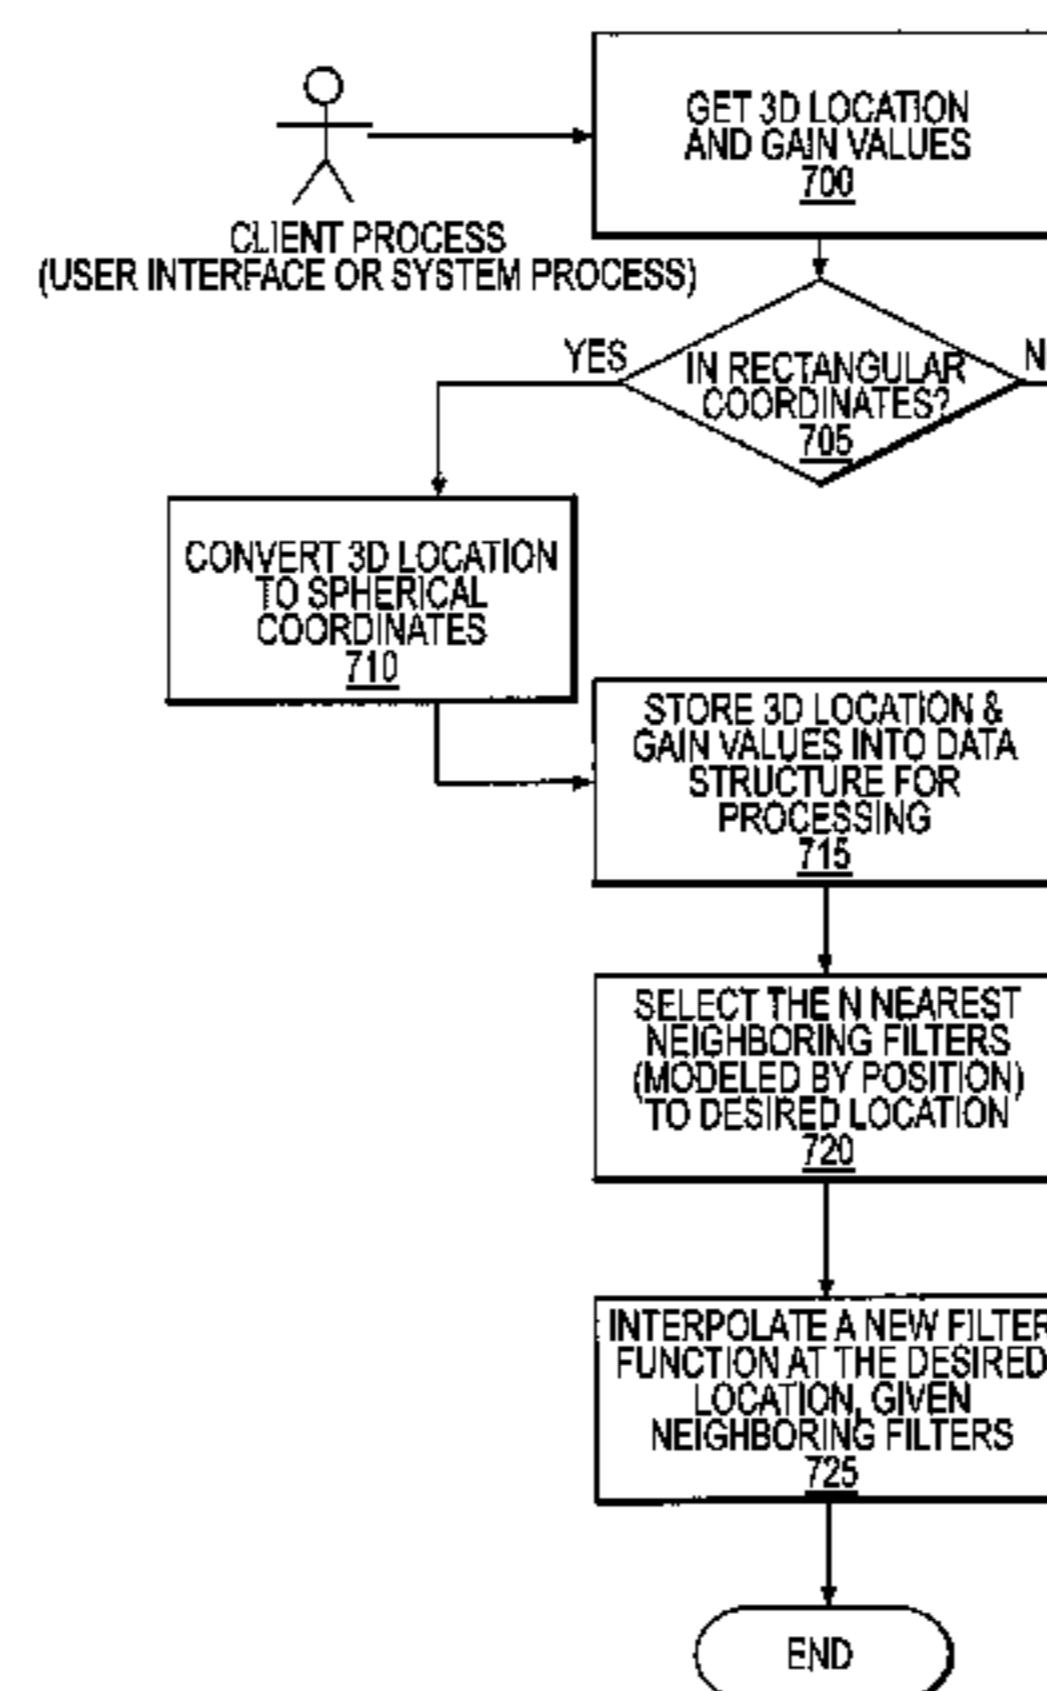 GET 3D LOCATION
AND GAIN VALUES
700
CLIENT PROCESS
(USER INTERFACE OR SYSTEM PROCESS)
YES
IN RECTANGULAR
COORDINATES?
705
CONVERT 3D LOCATION
TO SPHERICAL
COORDINATES
710
STORE 3D LOCATION &
GAIN VALUES INTO DATA
STRUCTURE FOR
PROCESSING
715
SELECT THE N NEAREST
NEIGHBORING FILTERS
(MODELED BY POSITION)
TO DESIRED LOCATION
720
INTERPOLATE A NEW FILTER
FUNCTION AT THE DESIRED
LOCATION, GIVEN
NEIGHBORING FILTERS
725
END